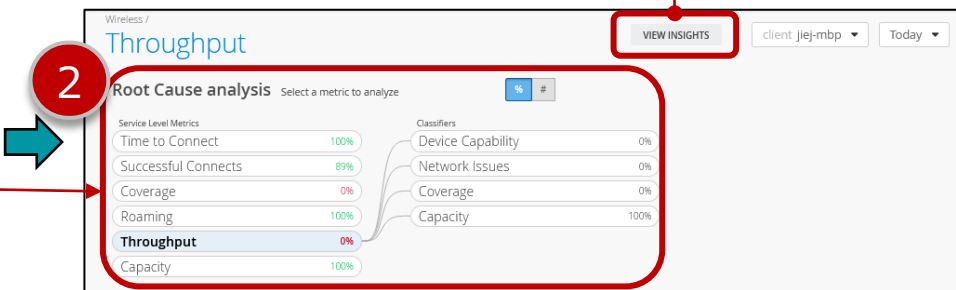 Wireless /
Throughput
VIEW INSIGHTS
client jiej-mbp
Today
2
Root Cause analysis Select a metric to analyze
% #
Service Level Metrics Classifiers
Time to Connect 100% Device Capability 0%
Successful Connects 89% Network Issues 0%
Coverage 0% Coverage 0%
Roaming 100% Capacity 100%
Throughput 0%
Capacity 100%